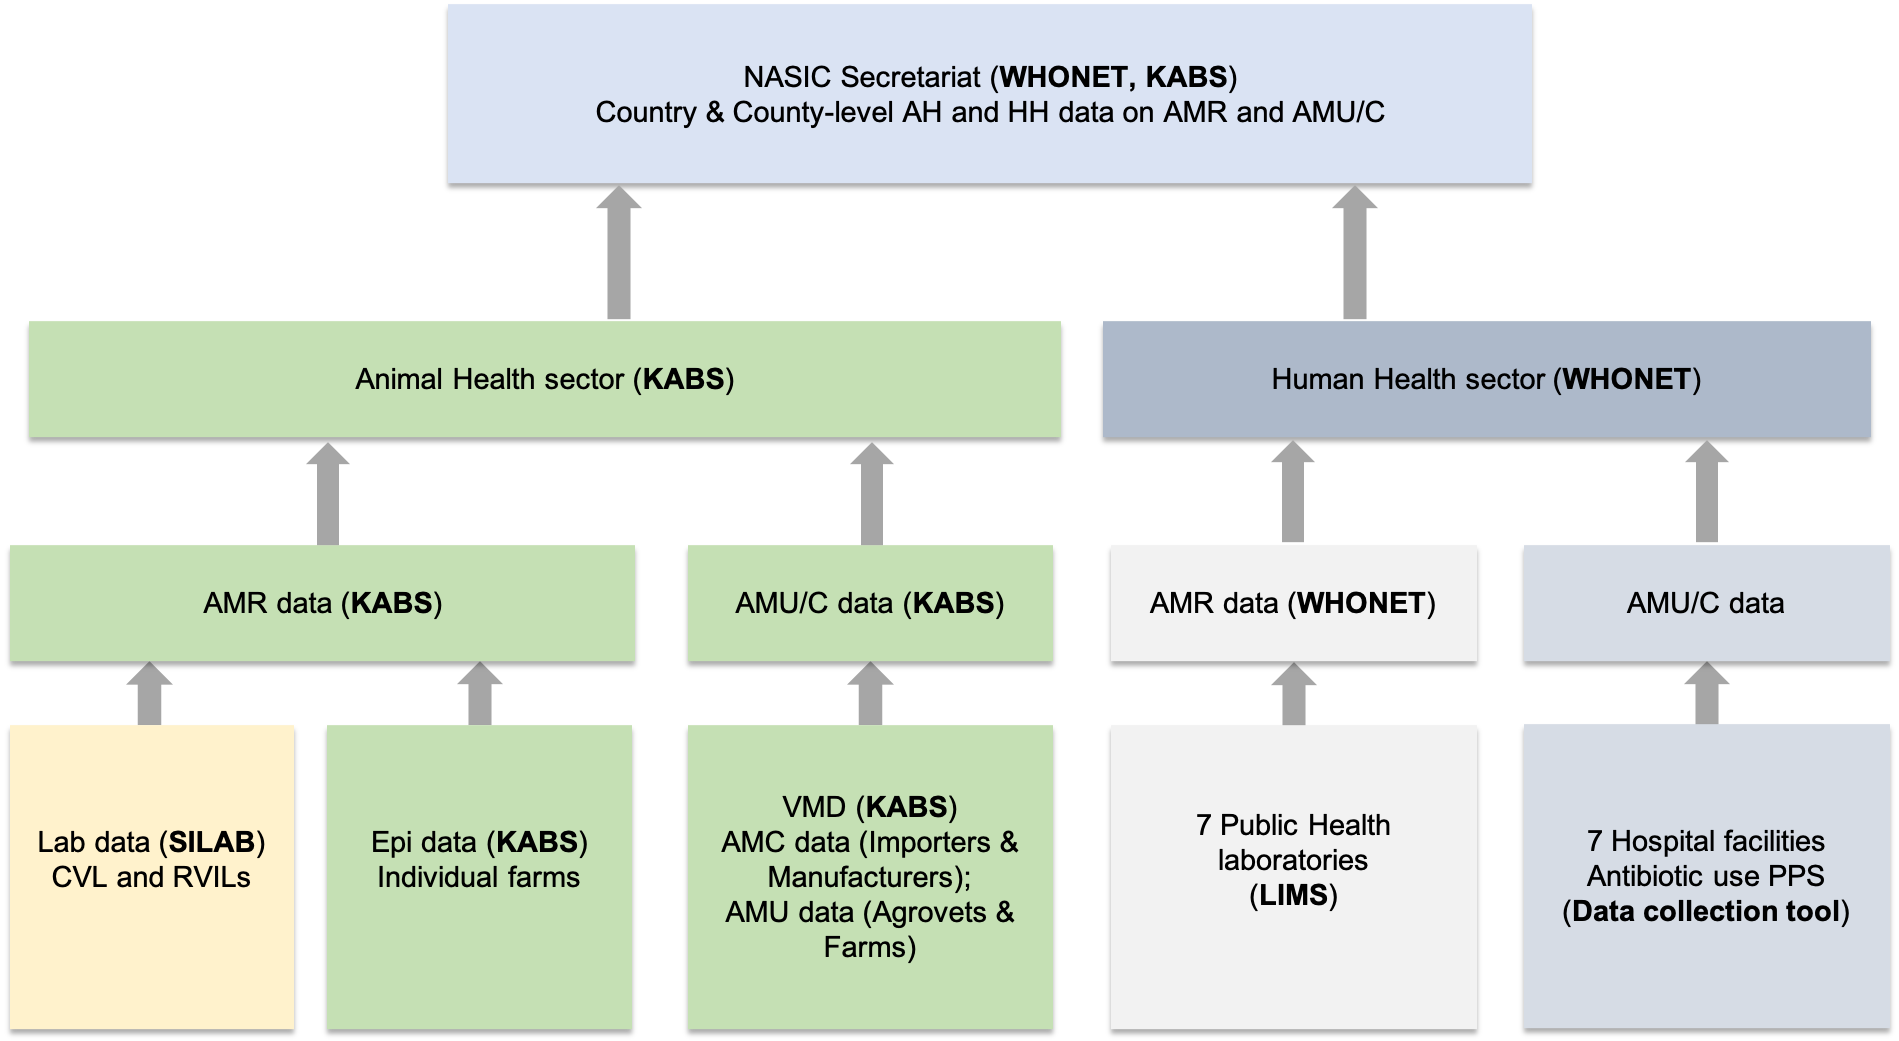 NASIC Secretariat (WHONET, KABS)
Country & County-level AH and HH data on AMR and AMU/C
Animal Health sector (KABS)
Human Health sector (WHONET)
AMR data (KABS)
AMU/C data (KABS)
AMR data (WHONET)
AMU/C data
Lab data (SILAB)
CVL and RVILs
Epi data (KABS)
Individual farms
VMD (KABS)
AMC data (Importers &
Manufacturers);
AMU data (Agrovets &
Farms)
7 Public Health
laboratories
(LIMS)
7 Hospital facilities
Antibiotic use PPS
(Data collection tool)